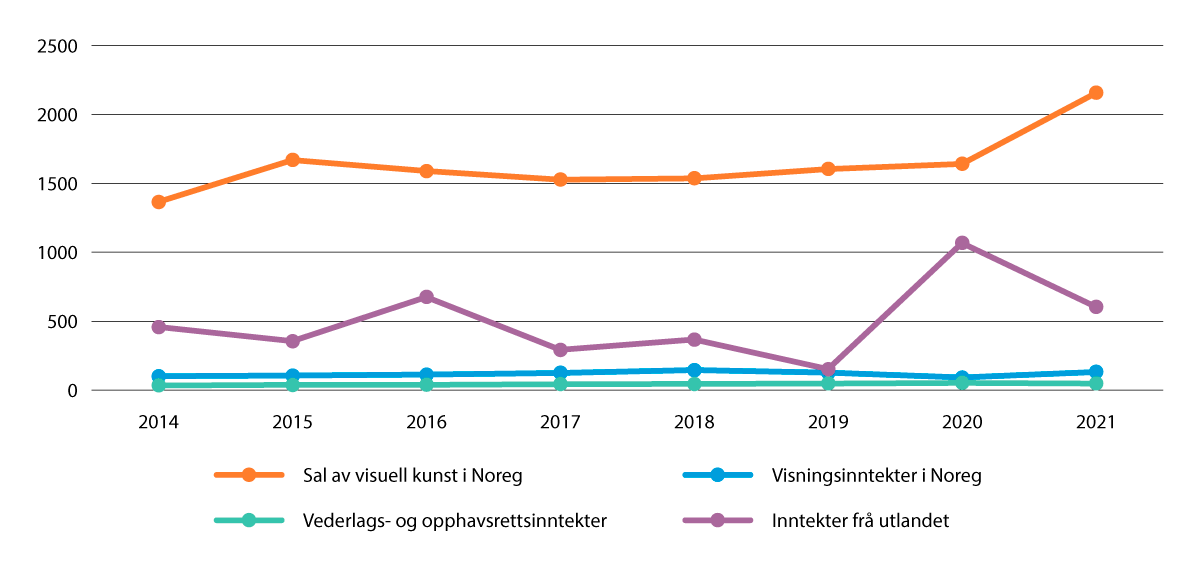 2500
2000
1500
1000
500
0
2014 2015 2016 2017 2018 2019 2020 2021
Sal av visuell kunst i Noreg Visningsinntekter i Noreg
Vederlags- og opphavsrettsinntekter Inntekter frå utlandet